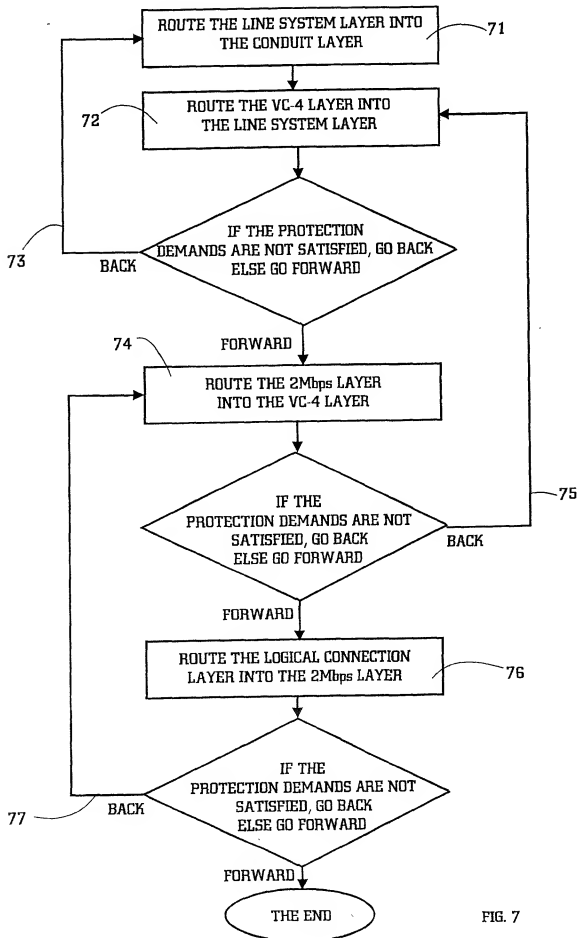 ROUTE THE LINE SYSTEM LAYER INTO
THE CONDUIT LAYER
71
ROUTE THE VC-4 LAYER INTO
THE LINE SYSTEM LAYER
72
IF THE PROTECTION
DEMANDS ARE NOT SATISFIED, GO BACK
ELSE GO FORWARD
73
BACK
FORWARD
74
ROUTE THE 2Mbps LAYER
INTO THE VC-4 LAYER
IF THE
PROTECTION DEMANDS ARE NOT
SATISFIED, GO BACK
ELSE GO FORWARD
75
BACK
FORWARD
ROUTE THE LOGICAL CONNECTION
LAYER INTO THE 2Mbps LAYER
76
IF THE
PROTECTION DEMANDS ARE NOT
SATISFIED, GO BACK
ELSE GO FORWARD
77
BACK
FORWARD
THE END
FIG. 7